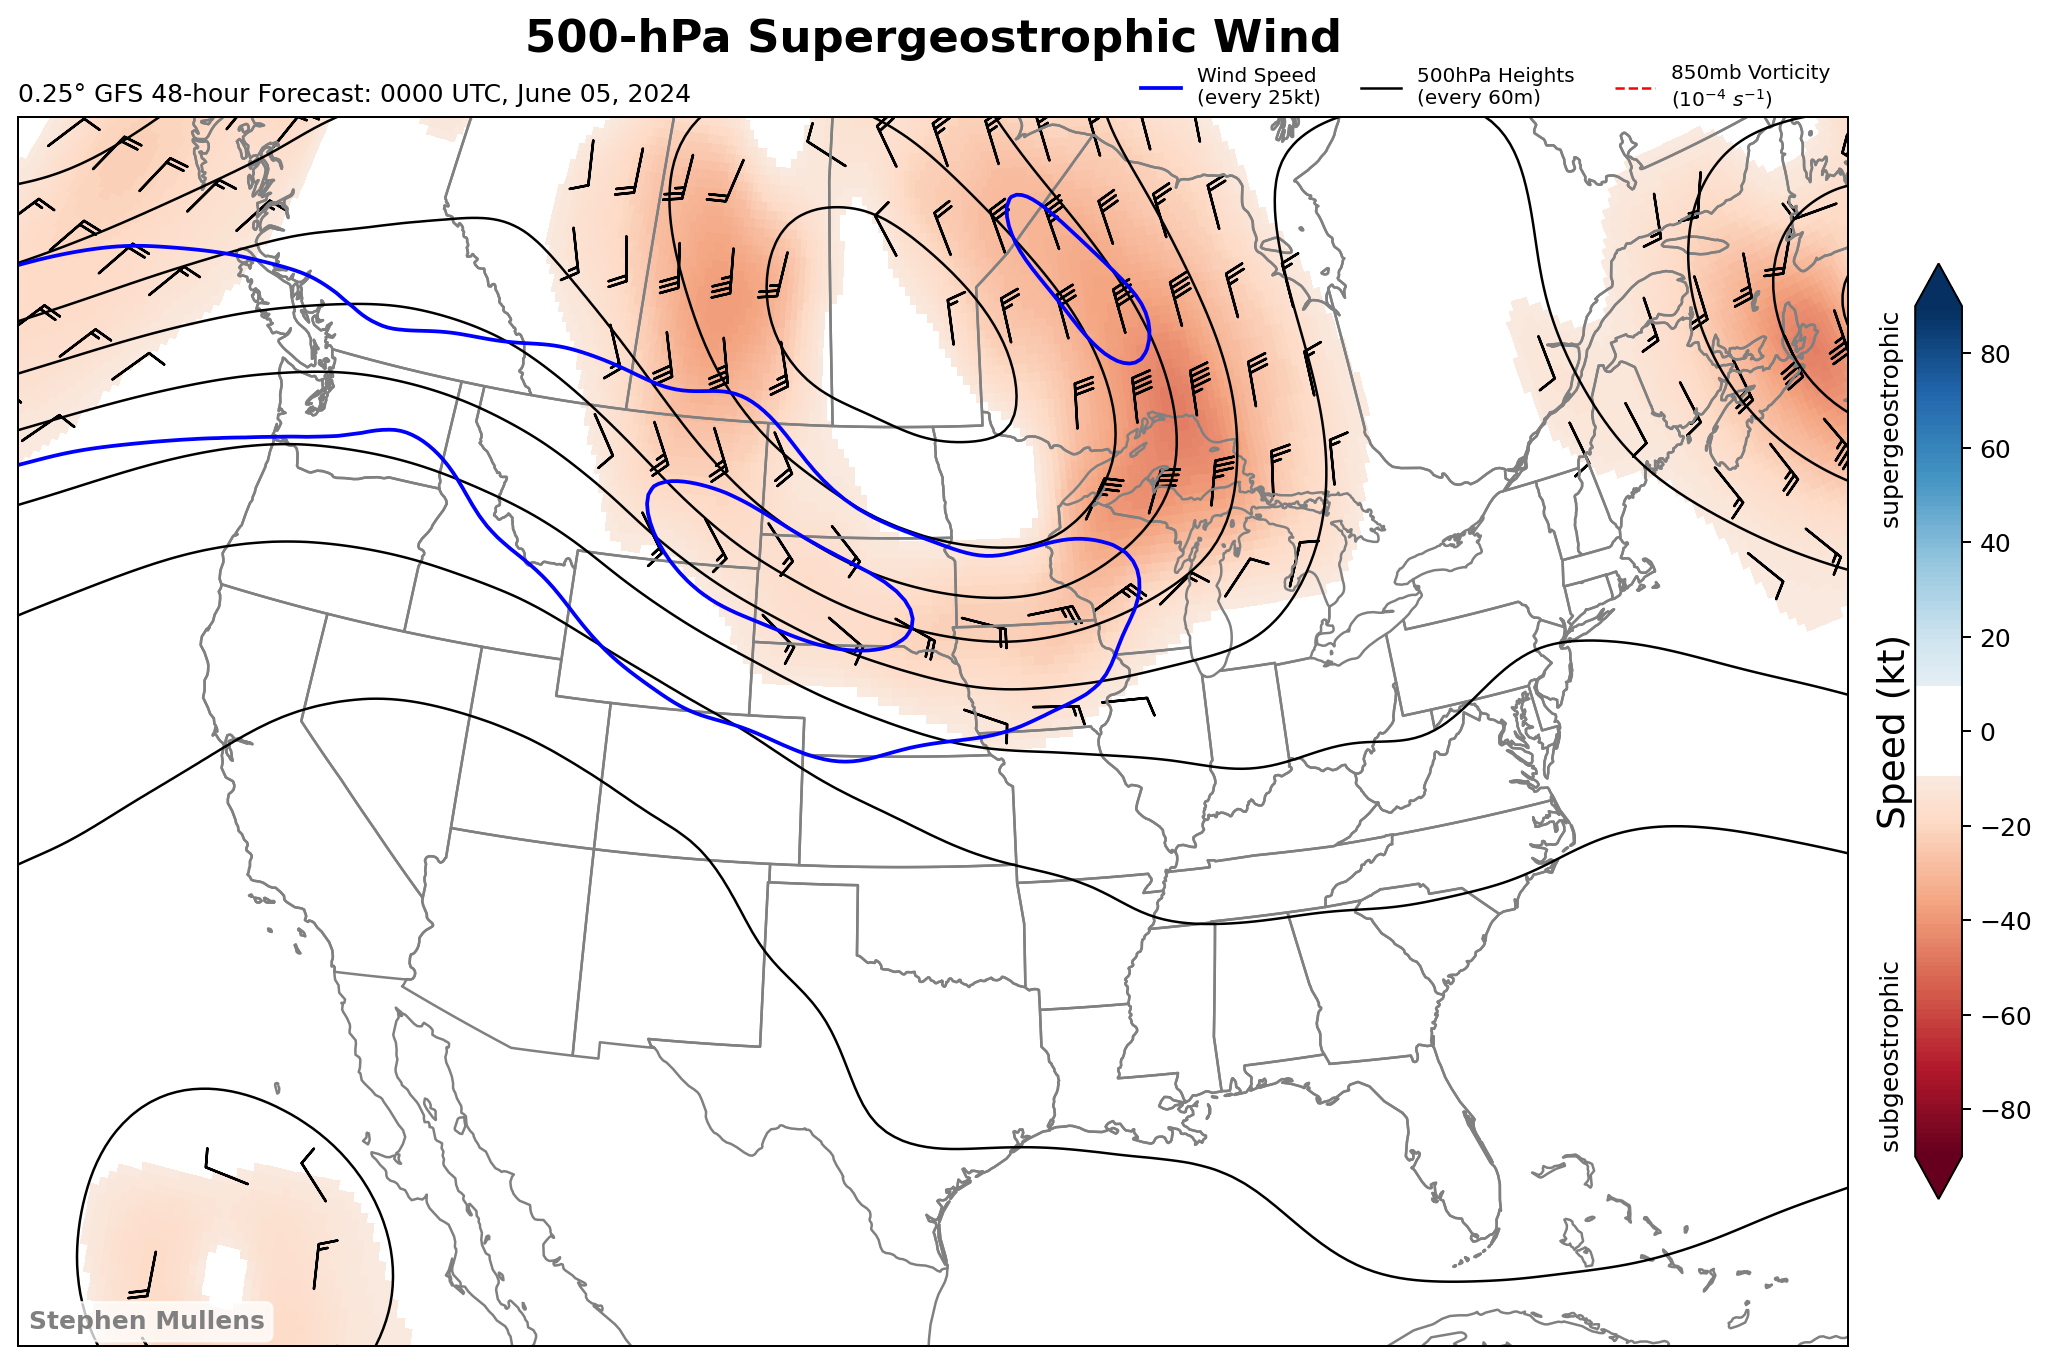 500-hPa Supergeostrophic Wind
0.25° GFS 48-hour Forecast: 0000 UTC, June 05, 2024
Wind Speed
(every 25kt)
500hPa Heights
(every 60m)
850mb Vorticity
(10⁻⁴ s⁻¹)
supergeostrophic
Speed (kt)
subgeostrophic
80
60
40
20
0
−20
−40
−60
−80
Stephen Mullens